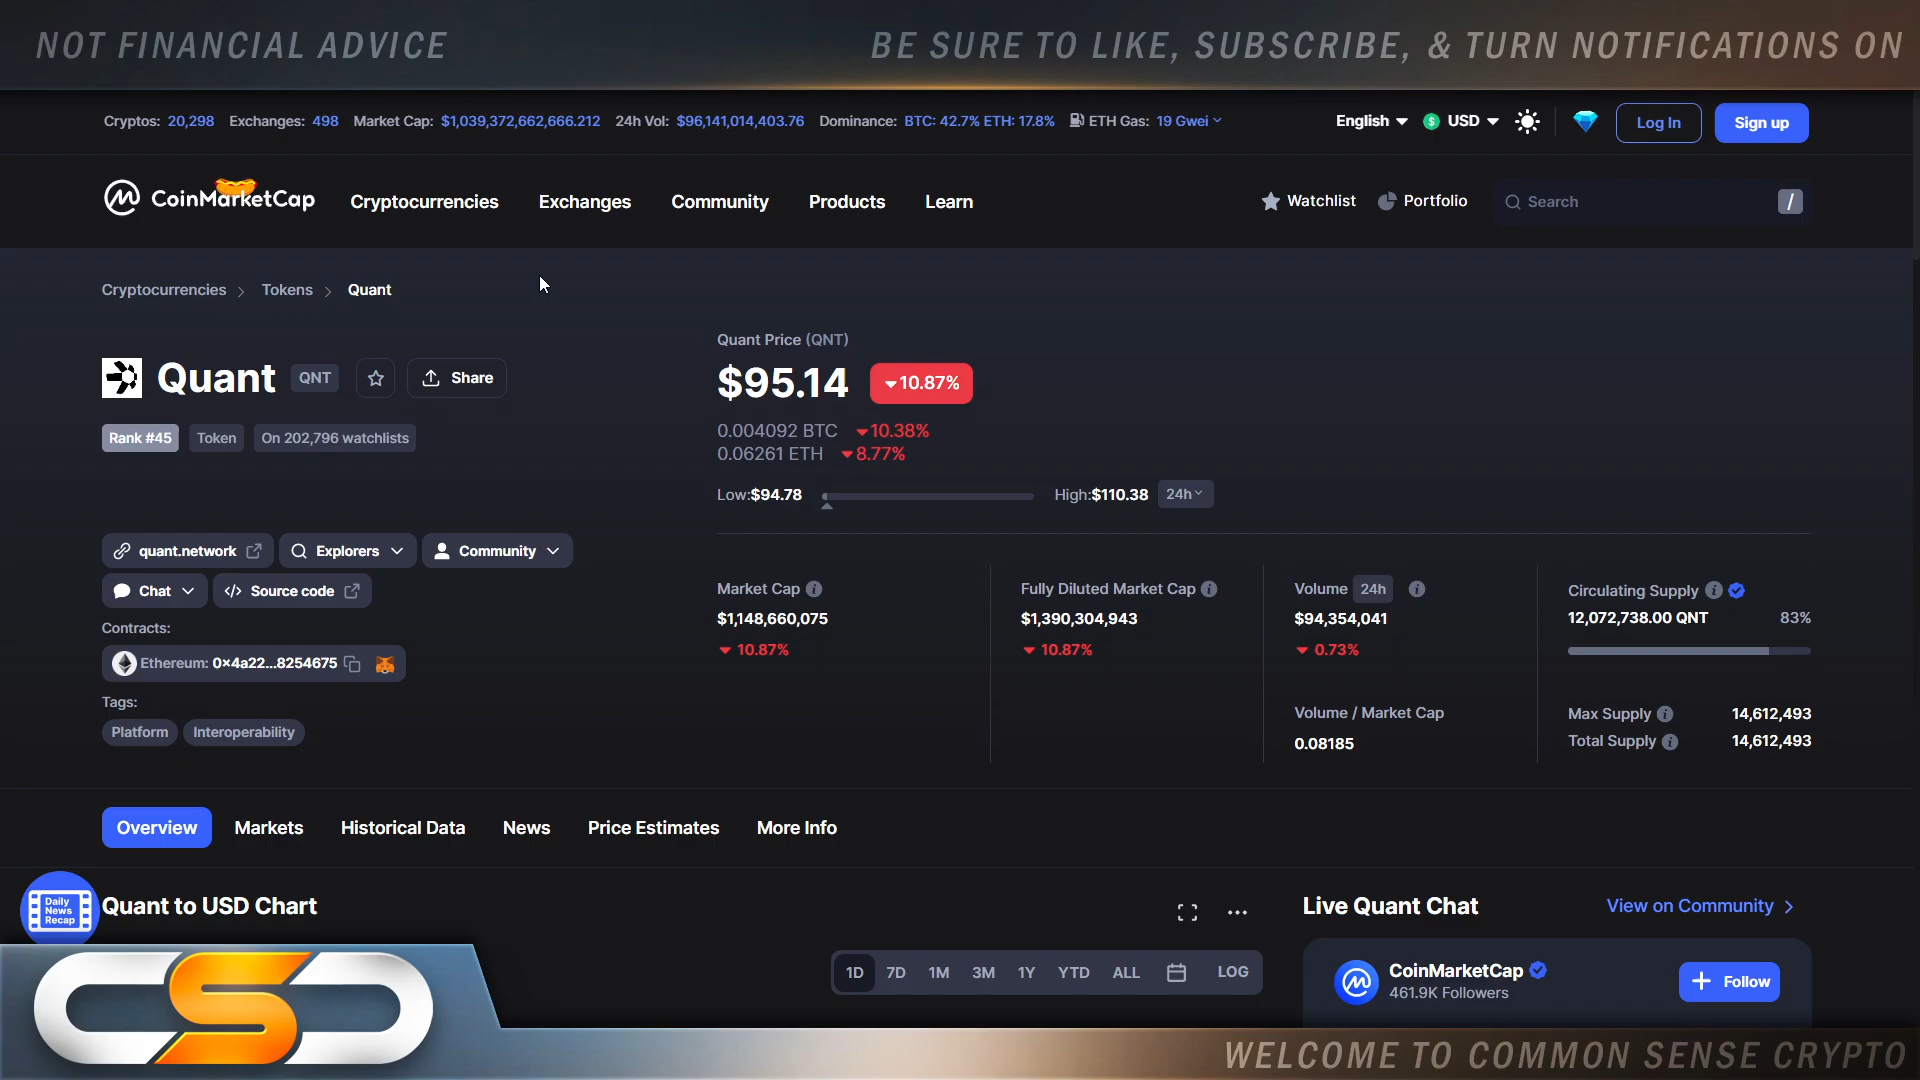 NOT FINANCIAL ADVICE
BE SURE TO LIKE, SUBSCRIBE, & TURN NOTIFICATIONS ON
Cryptos: 20,298 Exchanges: 498 Market Cap: $1,039,372,662,666.212 24h Vol: $96,141,014,403.76 Dominance: BTC: 42.7% ETH: 17.8% ETH Gas: 19 Gwei
English USD Log In Sign up
CoinMarketCap Cryptocurrencies Exchanges Community Products Learn
Watchlist Portfolio Search /
Cryptocurrencies > Tokens > Quant
Quant Price (QNT)
Quant QNT Share
$95.14 10.87%
0.004092 BTC 10.38%
0.06261 ETH 8.77%
Rank #45 Token On 202,796 watchlists
Low:$94.78 High:$110.38 24h
quant.network Explorers Community
Chat Source code
Contracts:
Ethereum: 0x4a22...8254675
Tags:
Platform Interoperability
Market Cap
$1,148,660,075
10.87%
Fully Diluted Market Cap
$1,390,304,943
10.87%
Volume 24h
$94,354,041
0.73%
Volume / Market Cap
0.08185
Circulating Supply
12,072,738.00 QNT 83%
Max Supply 14,612,493
Total Supply 14,612,493
Overview Markets Historical Data News Price Estimates More Info
Daily
News
Recap
Quant to USD Chart
1D 7D 1M 3M 1Y YTD ALL LOG
Live Quant Chat View on Community >
CoinMarketCap
461.9K Followers
Follow
CSC
WELCOME TO COMMON SENSE CRYPTO